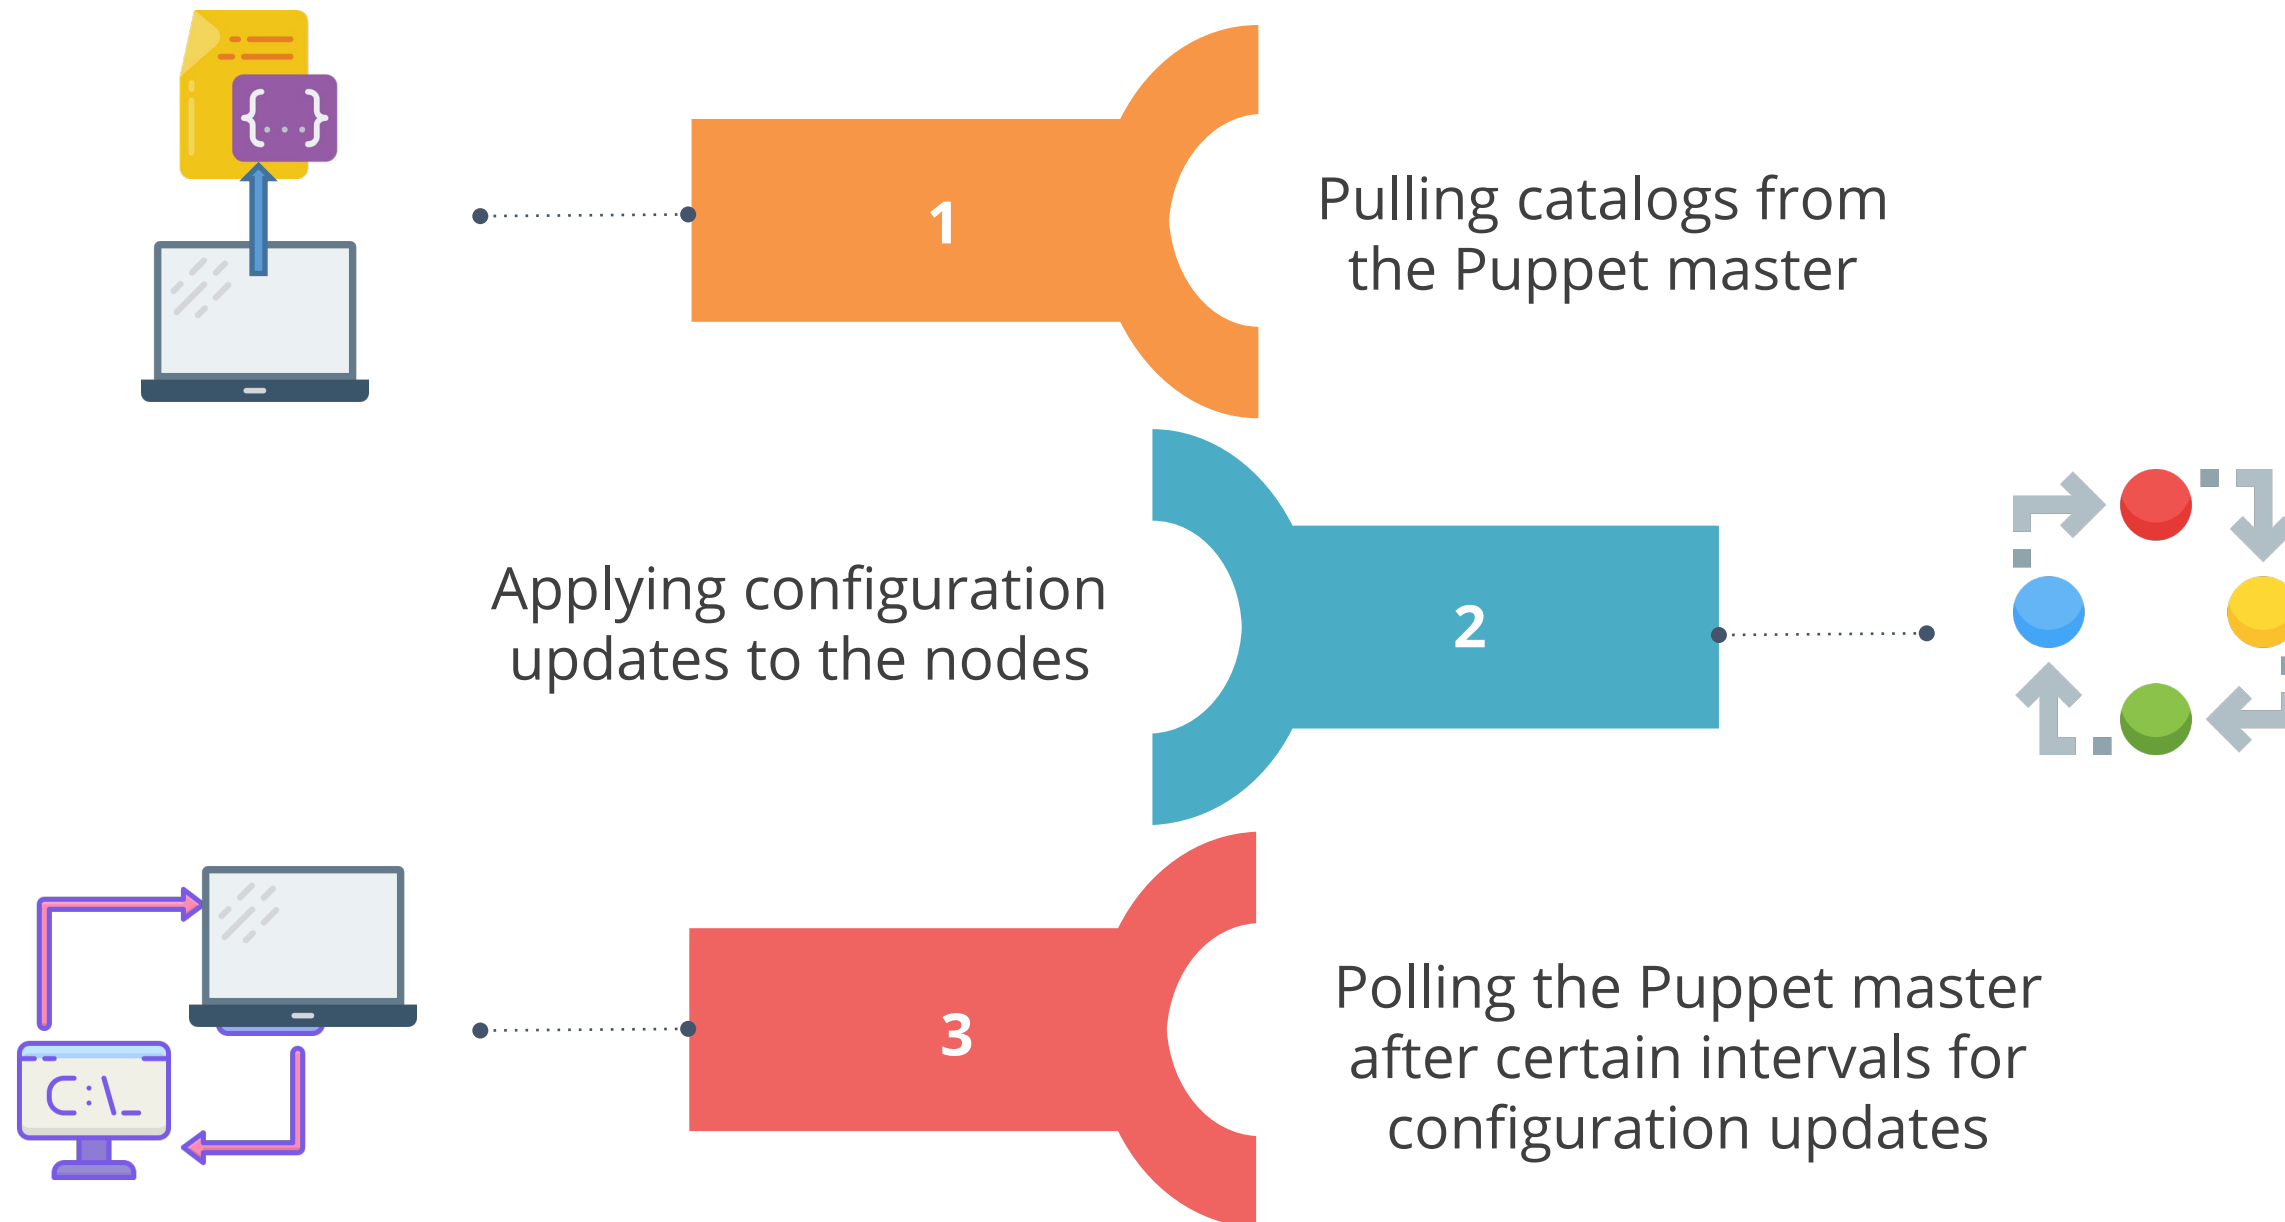 {...}
1
Pulling catalogs from
the Puppet master
Applying configuration
updates to the nodes
2
3
Polling the Puppet master
after certain intervals for
configuration updates
C:\_